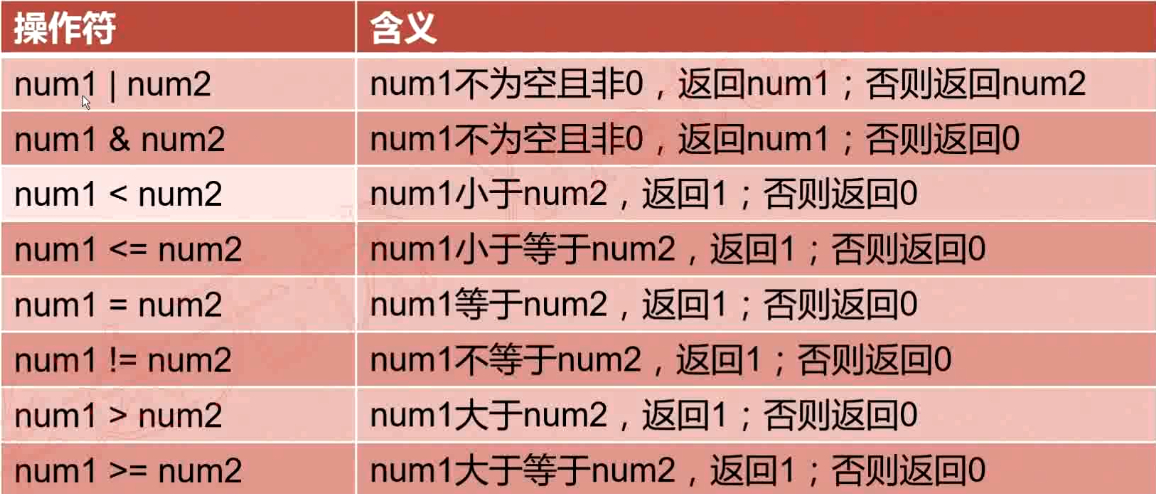 操作符 含义
num1 | num2 num1不为空且非0，返回num1；否则返回num2
num1 & num2 num1不为空且非0，返回num1；否则返回0
num1 < num2 num1小于num2，返回1；否则返回0
num1 <= num2 num1小于等于num2，返回1；否则返回0
num1 = num2 num1等于num2，返回1；否则返回0
num1 != num2 num1不等于num2，返回1；否则返回0
num1 > num2 num1大于num2，返回1；否则返回0
num1 >= num2 num1大于等于num2，返回1；否则返回0